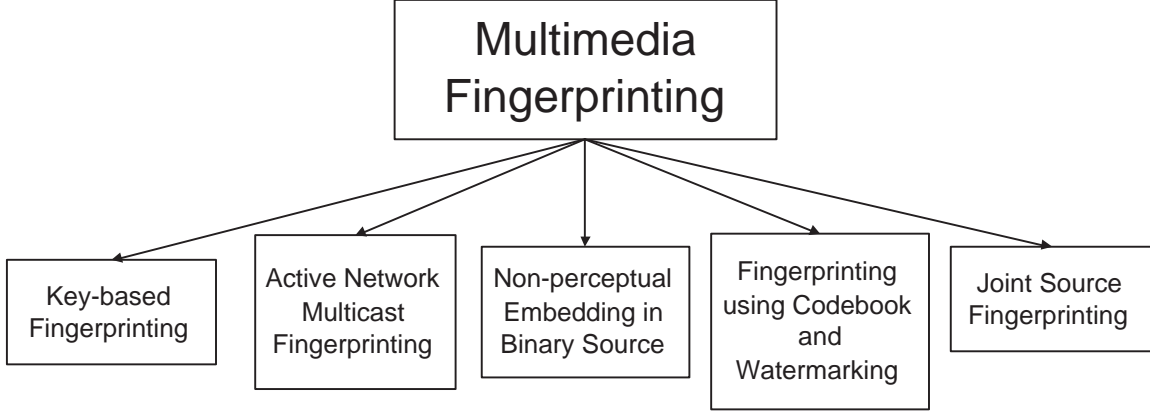 Multimedia
Fingerprinting
Key-based
Fingerprinting
Active Network
Multicast
Fingerprinting
Non-perceptual
Embedding in
Binary Source
Fingerprinting
using Codebook
and
Watermarking
Joint Source
Fingerprinting